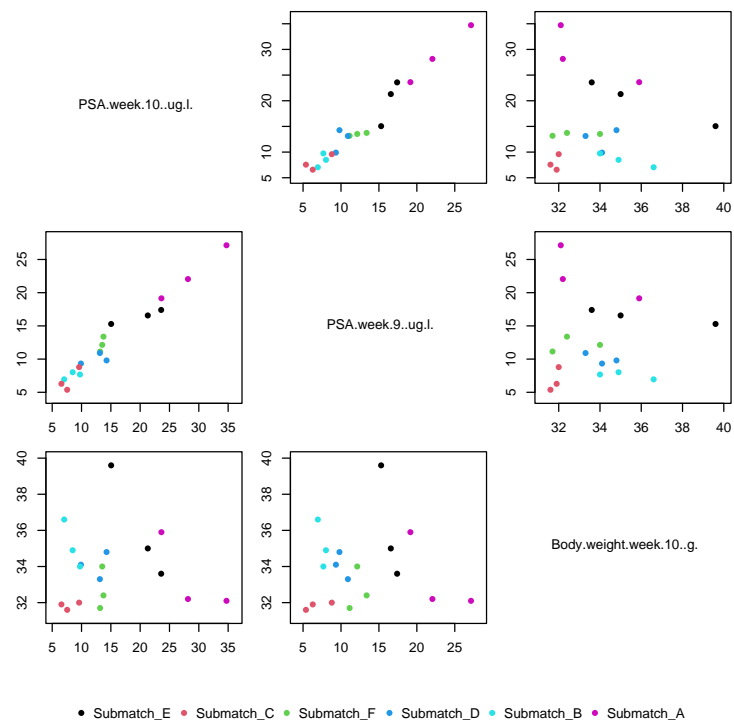 30
20
10
5
5 10 15 20 25
32 34 36 38 40
30
20
10
5
PSA.week.10..ug.l.
25
20
15
10
5
5 10 15 20 25 30 35
PSA.week.9..ug.l.
32 34 36 38 40
25
20
15
10
5
40
38
36
34
32
5 10 15 20 25 30 35
5 10 15 20 25
40
38
36
34
32
Body.weight.week.10..g.
Submatch_E Submatch_C Submatch_F Submatch_D Submatch_B Submatch_A